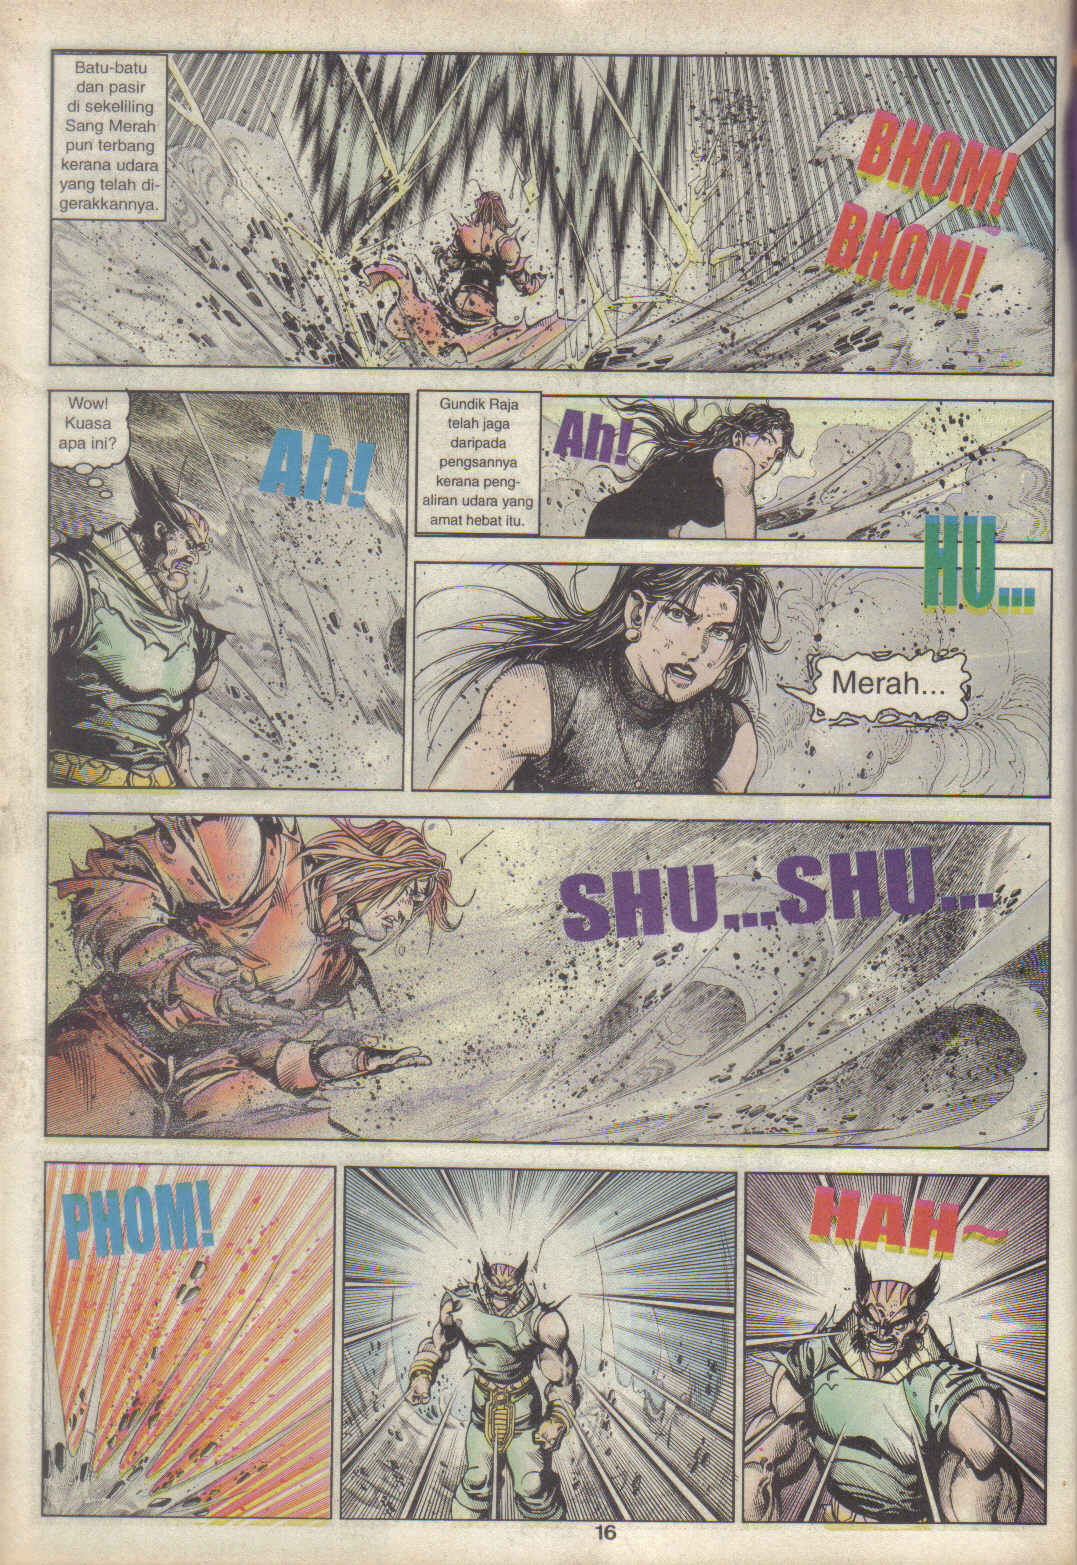 Batu-batu
dan pasir
di sekeliling
Sang Merah
pun terbang
kerana udara
yang telah di-
gerakkannya.
BHOM!
BHOM!
Wow!
Kuasa
apa ini?
Ah!
Gundik Raja
telah jaga
daripada
pengsannya
kerana peng-
aliran udara yang
amat hebat itu.
Ah!
HU...
Merah...
SHU...SHU...
PHOM!
HAH~
16